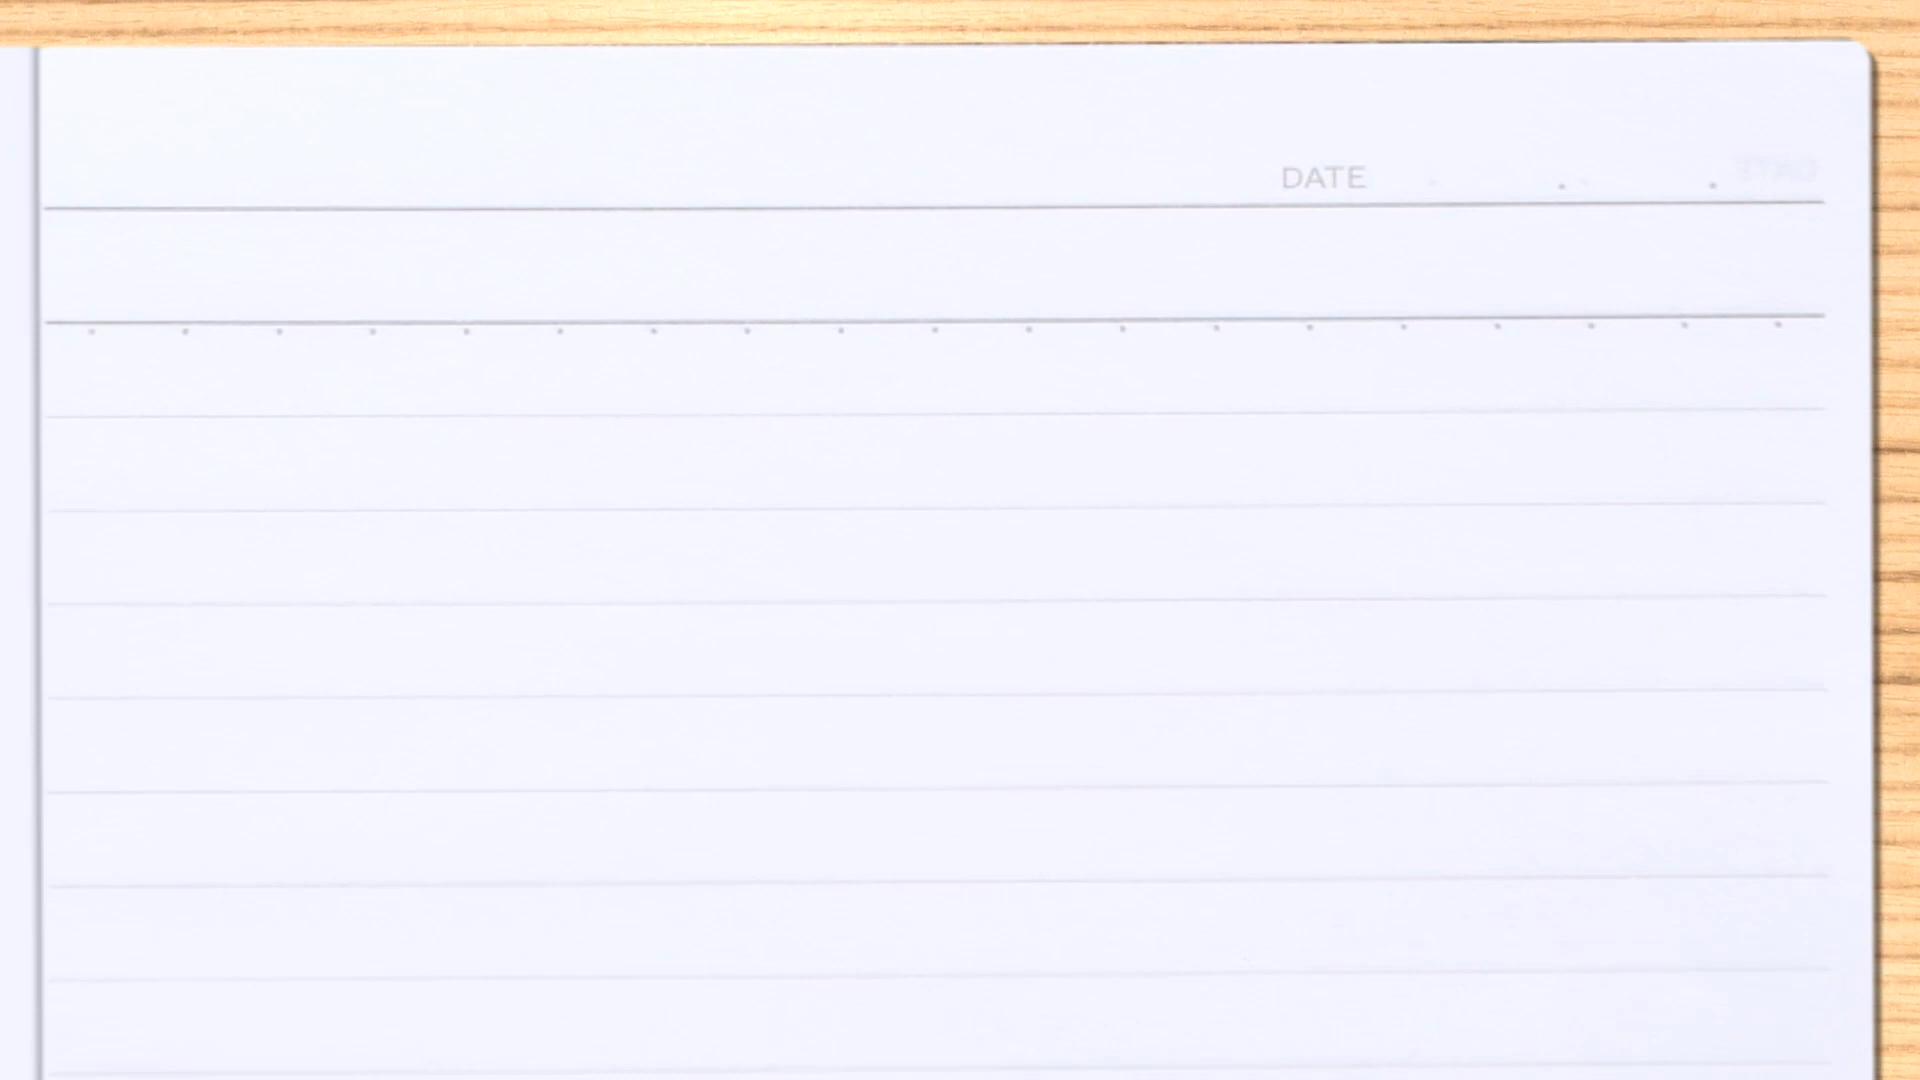 DATE . .